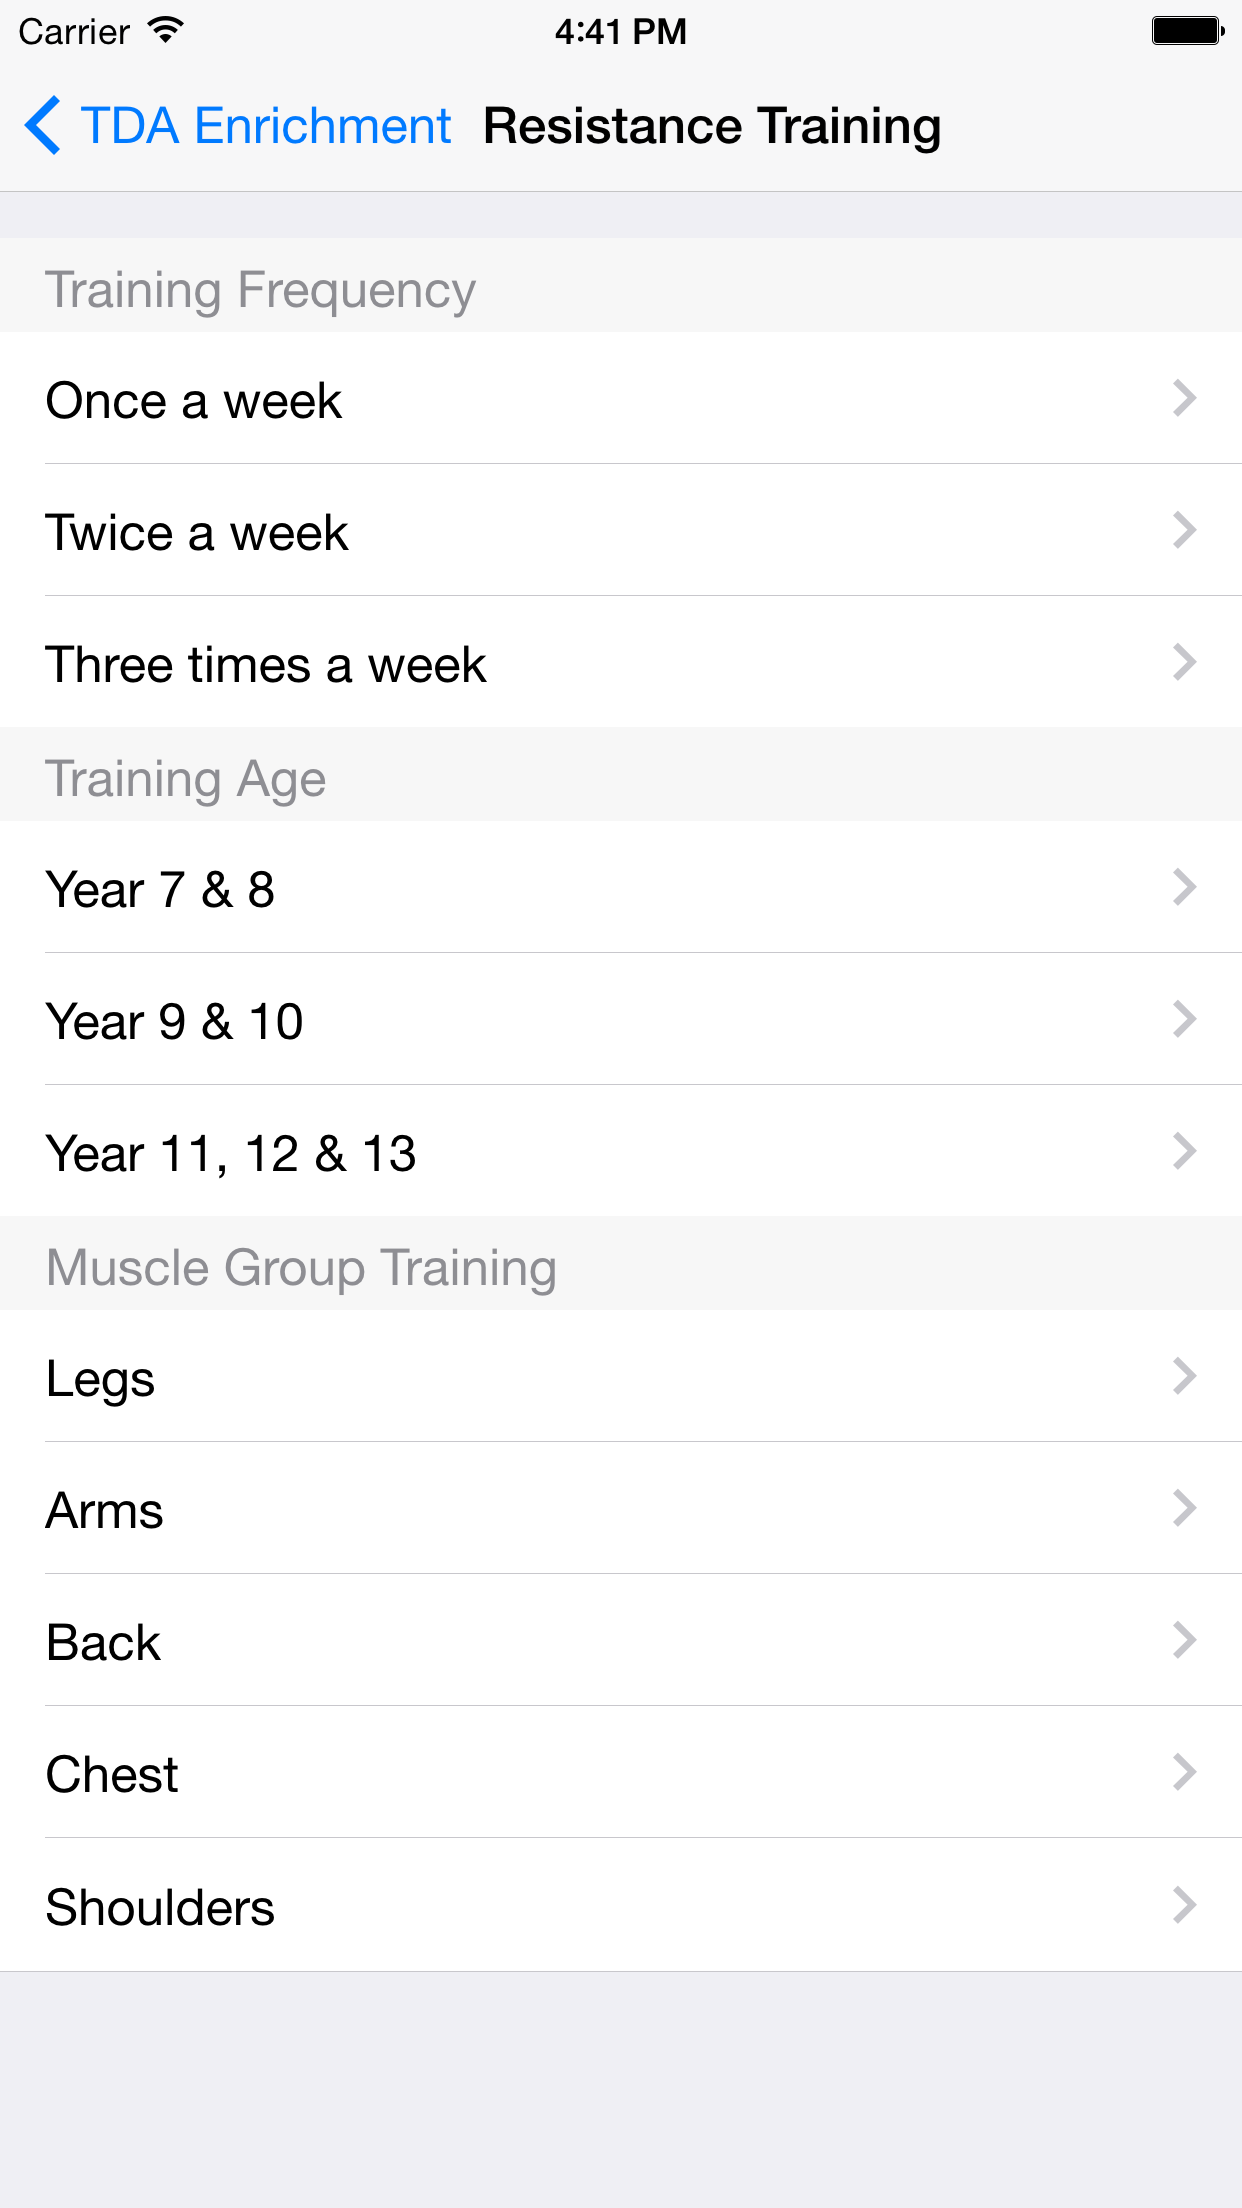 Carrier 4:41 PM
TDA Enrichment Resistance Training
Training Frequency
Once a week
Twice a week
Three times a week
Training Age
Year 7 & 8
Year 9 & 10
Year 11, 12 & 13
Muscle Group Training
Legs
Arms
Back
Chest
Shoulders